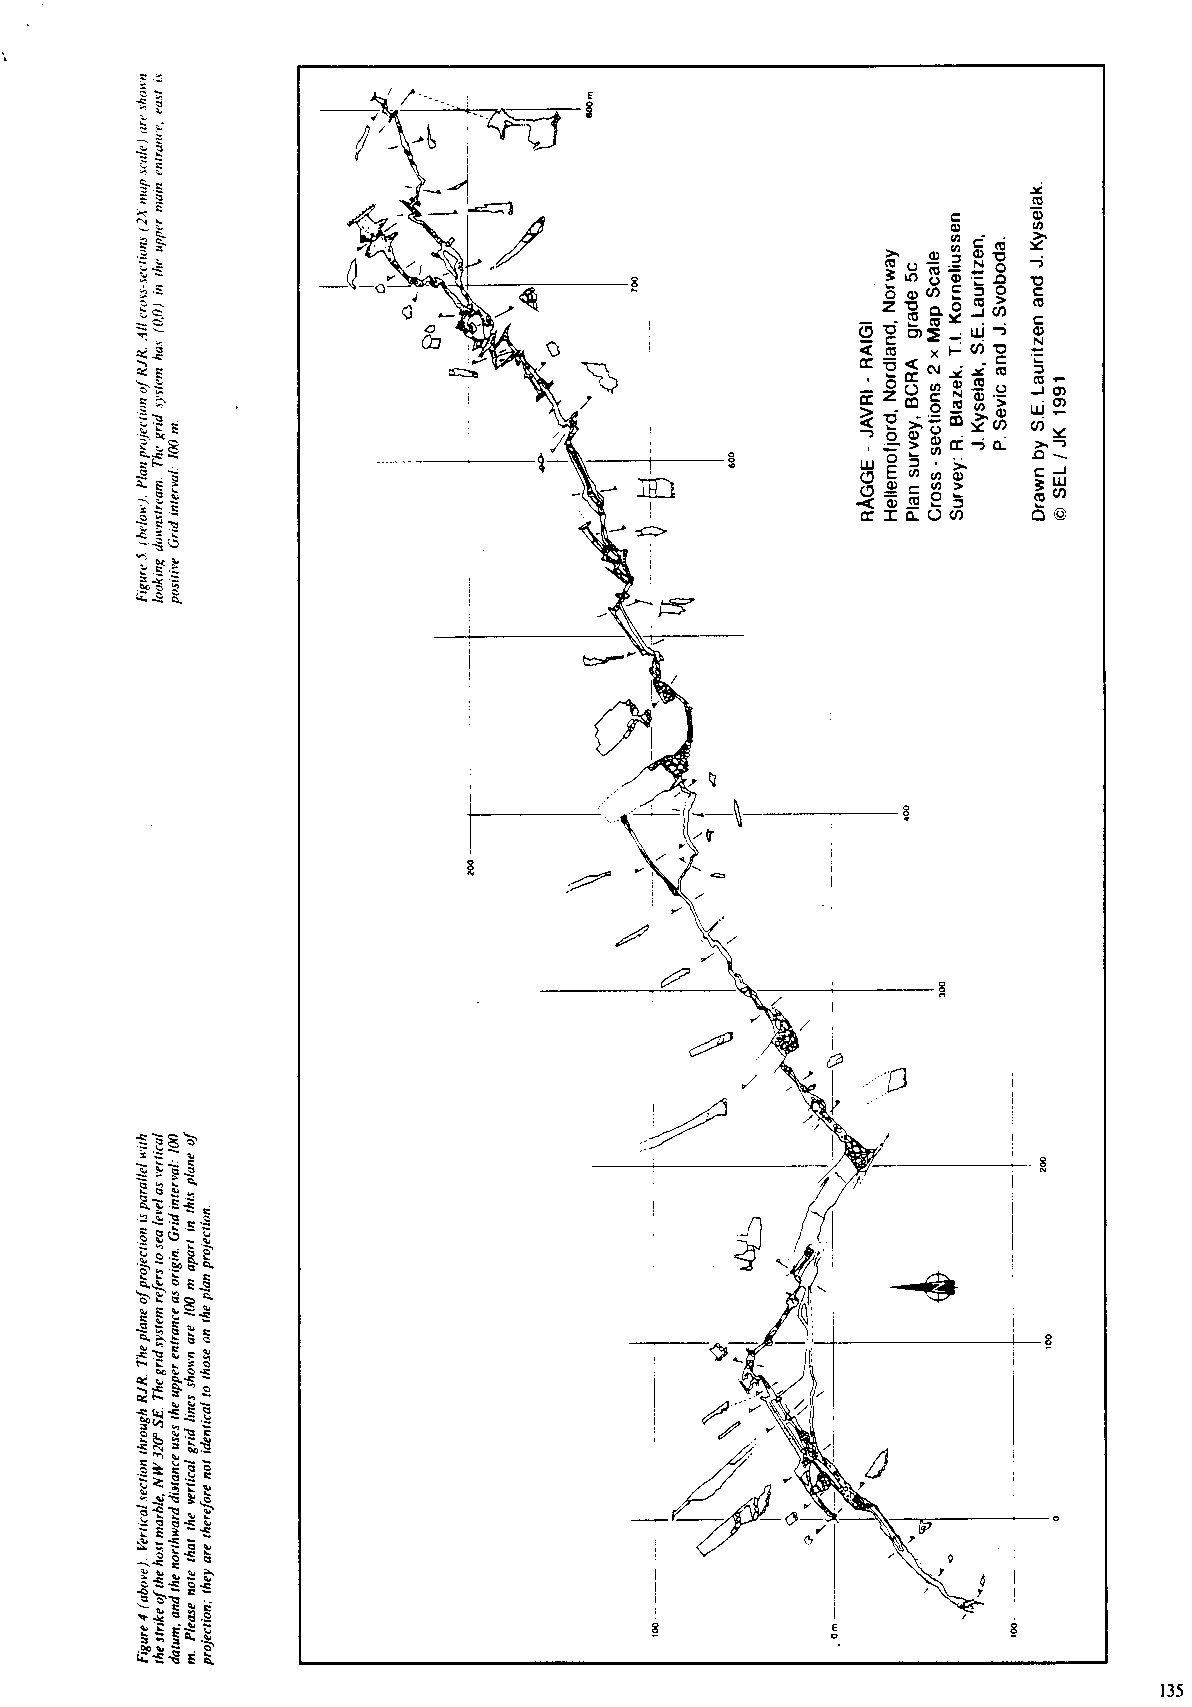 Figure 5 (below). Plan projection of RJR. All cross-sections (2X map scale) are shown
looking downstream. The grid system has (0,0) in the upper main entrance, east is
positive Grid interval: 100 m.
Figure 4 (above). Vertical section through RJR. The plane of projection is parallel with
the strike of the host marble, NW 320° SE. The grid system refers to sea level as vertical
datum, and the northward distance uses the upper entrance as origin. Grid interval: 100
m. Please note that the vertical grid lines shown are 100 m apart in this plane of
projection; they are therefore not identical to those on the plan projection.
RÅGGE - JAVRI - RAIGI
Hellemofjord, Nordland, Norway
Plan survey, BCRA grade 5c
Cross - sections 2 x Map Scale
Survey: R. Blazek, T.I. Korneliussen
J. Kyselak, S.E. Lauritzen,
P. Sevic and J. Svoboda.
Drawn by S.E. Lauritzen and J. Kyselak.
© SEL / JK 1991
800 m
700
600
400
300
200
100
0
200
100
0 m
100
N
135